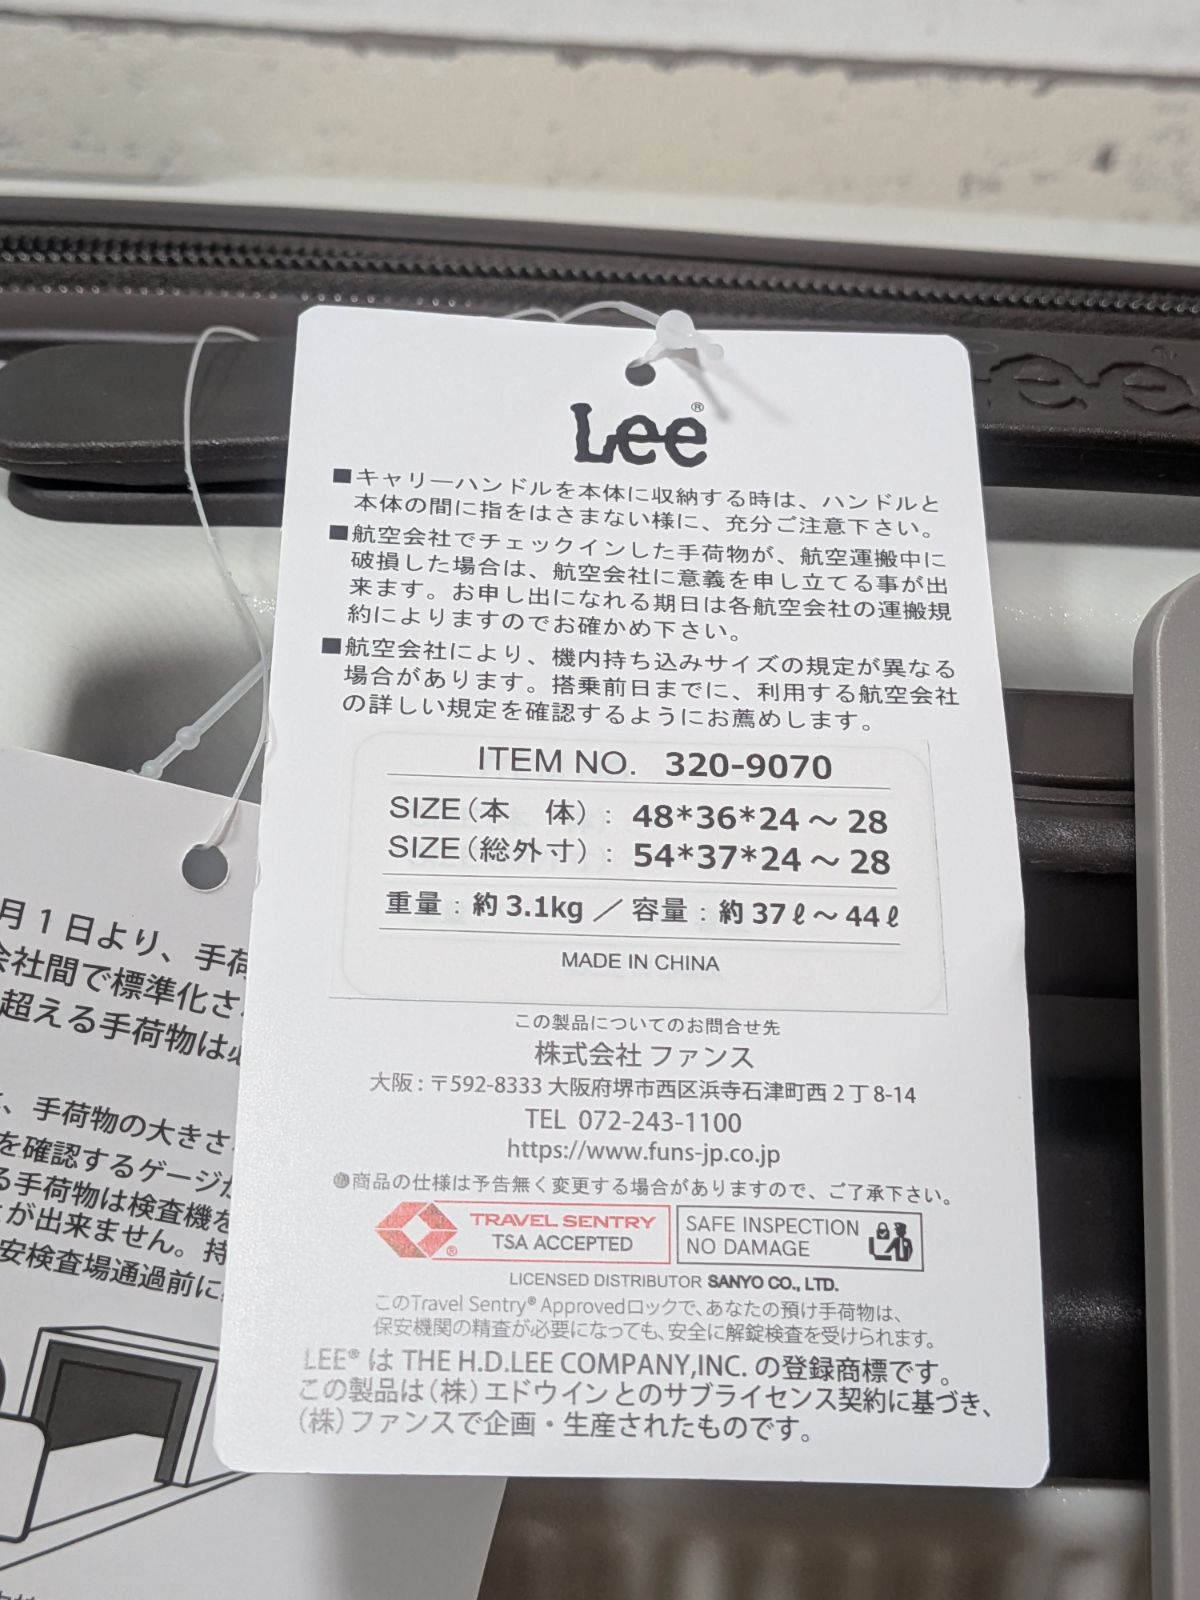 Lee®
■キャリーハンドルを本体に収納する時は、ハンドルと
本体の間に指をはさまない様に、充分ご注意下さい。
■航空会社でチェックインした手荷物が、航空運搬中に
破損した場合は、航空会社に意義を申し立てる事が出
来ます。お申し出になれる期日は各航空会社の運搬規
約によりますのでお確かめ下さい。
■航空会社により、機内持ち込みサイズの規定が異なる
場合があります。搭乗前日までに、利用する航空会社
の詳しい規定を確認するようにお薦めします。
ITEM NO. 320-9070
SIZE(本 体): 48*36*24～28
SIZE(総外寸): 54*37*24～28
重量:約3.1kg／容量:約37ℓ～44ℓ
MADE IN CHINA
この製品についてのお問合せ先
株式会社 ファンス
大阪:〒592-8333 大阪府堺市西区浜寺石津町西2丁8-14
TEL 072-243-1100
https://www.funs-jp.co.jp
●商品の仕様は予告無く変更する場合がありますので、ご了承下さい。
TRAVEL SENTRY
TSA ACCEPTED
SAFE INSPECTION
NO DAMAGE
LICENSED DISTRIBUTOR SANYO CO., LTD.
このTravel Sentry®Approvedロックで、あなたの預け手荷物は、
保安機関の精査が必要になっても、安全に解錠検査を受けられます。
LEE®は THE H.D.LEE COMPANY,INC. の登録商標です。
この製品は(株)エドウインとのサブライセンス契約に基づき、
(株)ファンスで企画・生産されたものです。
月1日より、手荷
会社間で標準化さ
超える手荷物は
、手荷物の大きさ
を確認するゲージが
る手荷物は検査機を
とが出来ません。持
安検査場通過前に